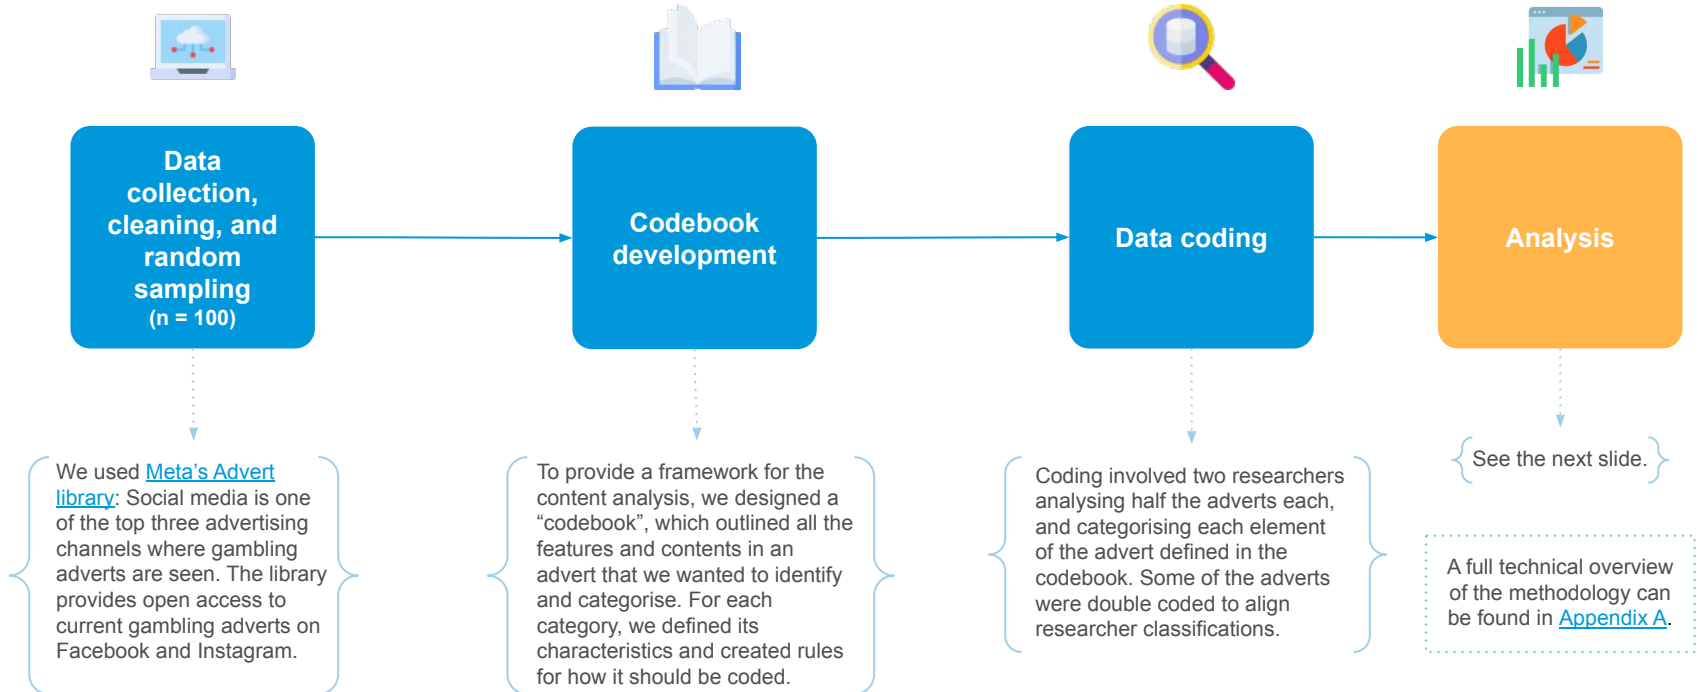 Data
collection,
cleaning, and
random
sampling
(n = 100)
Codebook
development
Data coding
Analysis
We used Meta's Advert
library: Social media is one
of the top three advertising
channels where gambling
adverts are seen. The library
provides open access to
current gambling adverts on
Facebook and Instagram.
To provide a framework for the
content analysis, we designed a
“codebook”, which outlined all the
features and contents in an
advert that we wanted to identify
and categorise. For each
category, we defined its
characteristics and created rules
for how it should be coded.
Coding involved two researchers
analysing half the adverts each,
and categorising each element
of the advert defined in the
codebook. Some of the adverts
were double coded to align
researcher classifications.
See the next slide.
A full technical overview
of the methodology can
be found in Appendix A.